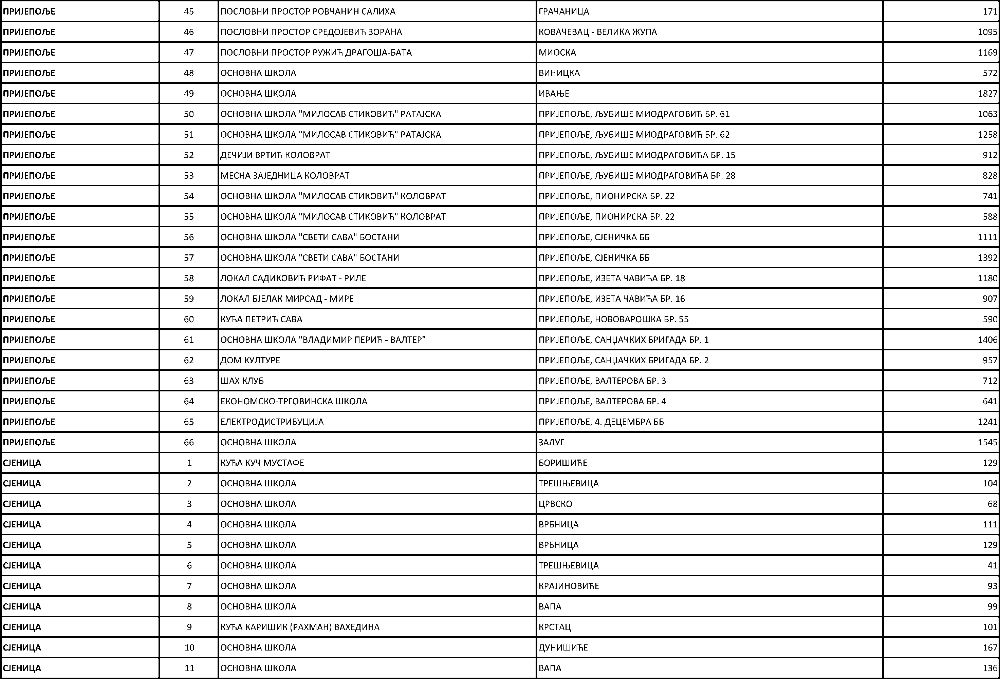 ПРИЈЕПОЉЕ 45 ПОСЛОВНИ ПРОСТОР РОВЧАНИН САЛИХА ГРАЧАНИЦА 171
ПРИЈЕПОЉЕ 46 ПОСЛОВНИ ПРОСТОР СРЕДОЈЕВИЋ ЗОРАНА КОВАЧЕВАЦ - ВЕЛИКА ЖУПА 1095
ПРИЈЕПОЉЕ 47 ПОСЛОВНИ ПРОСТОР РУЖИЋ ДРАГОША-БАТА МИОСКА 1169
ПРИЈЕПОЉЕ 48 ОСНОВНА ШКОЛА ВИНИЦКА 572
ПРИЈЕПОЉЕ 49 ОСНОВНА ШКОЛА ИВАЊЕ 1827
ПРИЈЕПОЉЕ 50 ОСНОВНА ШКОЛА "МИЛОСАВ СТИКОВИЋ" РАТАЈСКА ПРИЈЕПОЉЕ, ЉУБИШЕ МИОДРАГОВИЋ БР. 61 1063
ПРИЈЕПОЉЕ 51 ОСНОВНА ШКОЛА "МИЛОСАВ СТИКОВИЋ" РАТАЈСКА ПРИЈЕПОЉЕ, ЉУБИШЕ МИОДРАГОВИЋ БР. 62 1258
ПРИЈЕПОЉЕ 52 ДЕЧИЈИ ВРТИЋ КОЛОВРАТ ПРИЈЕПОЉЕ, ЉУБИШЕ МИОДРАГОВИЋА БР. 15 912
ПРИЈЕПОЉЕ 53 МЕСНА ЗАЈЕДНИЦА КОЛОВРАТ ПРИЈЕПОЉЕ, ЉУБИШЕ МИОДРАГОВИЋА БР. 28 828
ПРИЈЕПОЉЕ 54 ОСНОВНА ШКОЛА "МИЛОСАВ СТИКОВИЋ" КОЛОВРАТ ПРИЈЕПОЉЕ, ПИОНИРСКА БР. 22 741
ПРИЈЕПОЉЕ 55 ОСНОВНА ШКОЛА "МИЛОСАВ СТИКОВИЋ" КОЛОВРАТ ПРИЈЕПОЉЕ, ПИОНИРСКА БР. 22 588
ПРИЈЕПОЉЕ 56 ОСНОВНА ШКОЛА "СВЕТИ САВА" БОСТАНИ ПРИЈЕПОЉЕ, СЈЕНИЧКА ББ 1111
ПРИЈЕПОЉЕ 57 ОСНОВНА ШКОЛА "СВЕТИ САВА" БОСТАНИ ПРИЈЕПОЉЕ, СЈЕНИЧКА ББ 1392
ПРИЈЕПОЉЕ 58 ЛОКАЛ САДИКОВИЋ РИФАТ - РИЛЕ ПРИЈЕПОЉЕ, ИЗЕТА ЧАВИЋА БР. 18 1180
ПРИЈЕПОЉЕ 59 ЛОКАЛ БЈЕЛАК МИРСАД - МИРЕ ПРИЈЕПОЉЕ, ИЗЕТА ЧАВИЋА БР. 16 907
ПРИЈЕПОЉЕ 60 КУЋА ПЕТРИЋ САВА ПРИЈЕПОЉЕ, НОВОВАРОШКА БР. 55 590
ПРИЈЕПОЉЕ 61 ОСНОВНА ШКОЛА "ВЛАДИМИР ПЕРИЋ - ВАЛТЕР" ПРИЈЕПОЉЕ, САНЏАЧКИХ БРИГАДА БР. 1 1406
ПРИЈЕПОЉЕ 62 ДОМ КУЛТУРЕ ПРИЈЕПОЉЕ, САНЏАЧКИХ БРИГАДА БР. 2 957
ПРИЈЕПОЉЕ 63 ШАХ КЛУБ ПРИЈЕПОЉЕ, ВАЛТЕРОВА БР. 3 712
ПРИЈЕПОЉЕ 64 ЕКОНОМСКО-ТРГОВИНСКА ШКОЛА ПРИЈЕПОЉЕ, ВАЛТЕРОВА БР. 4 641
ПРИЈЕПОЉЕ 65 ЕЛЕКТРОДИСТРИБУЦИЈА ПРИЈЕПОЉЕ, 4. ДЕЦЕМБРА ББ 1241
ПРИЈЕПОЉЕ 66 ОСНОВНА ШКОЛА ЗАЛУГ 1545
СЈЕНИЦА 1 КУЋА КУЧ МУСТАФЕ БОРИШИЋЕ 129
СЈЕНИЦА 2 ОСНОВНА ШКОЛА ТРЕШЊЕВИЦА 104
СЈЕНИЦА 3 ОСНОВНА ШКОЛА ЦРВСКО 68
СЈЕНИЦА 4 ОСНОВНА ШКОЛА ВРБНИЦА 111
СЈЕНИЦА 5 ОСНОВНА ШКОЛА ВРБНИЦА 129
СЈЕНИЦА 6 ОСНОВНА ШКОЛА ТРЕШЊЕВИЦА 41
СЈЕНИЦА 7 ОСНОВНА ШКОЛА КРАЈИНОВИЋЕ 93
СЈЕНИЦА 8 ОСНОВНА ШКОЛА ВАПА 99
СЈЕНИЦА 9 КУЋА КАРИШИК (РАХМАН) ВАХЕДИНА КРСТАЦ 101
СЈЕНИЦА 10 ОСНОВНА ШКОЛА ДУНИШИЋЕ 167
СЈЕНИЦА 11 ОСНОВНА ШКОЛА ВАПА 136